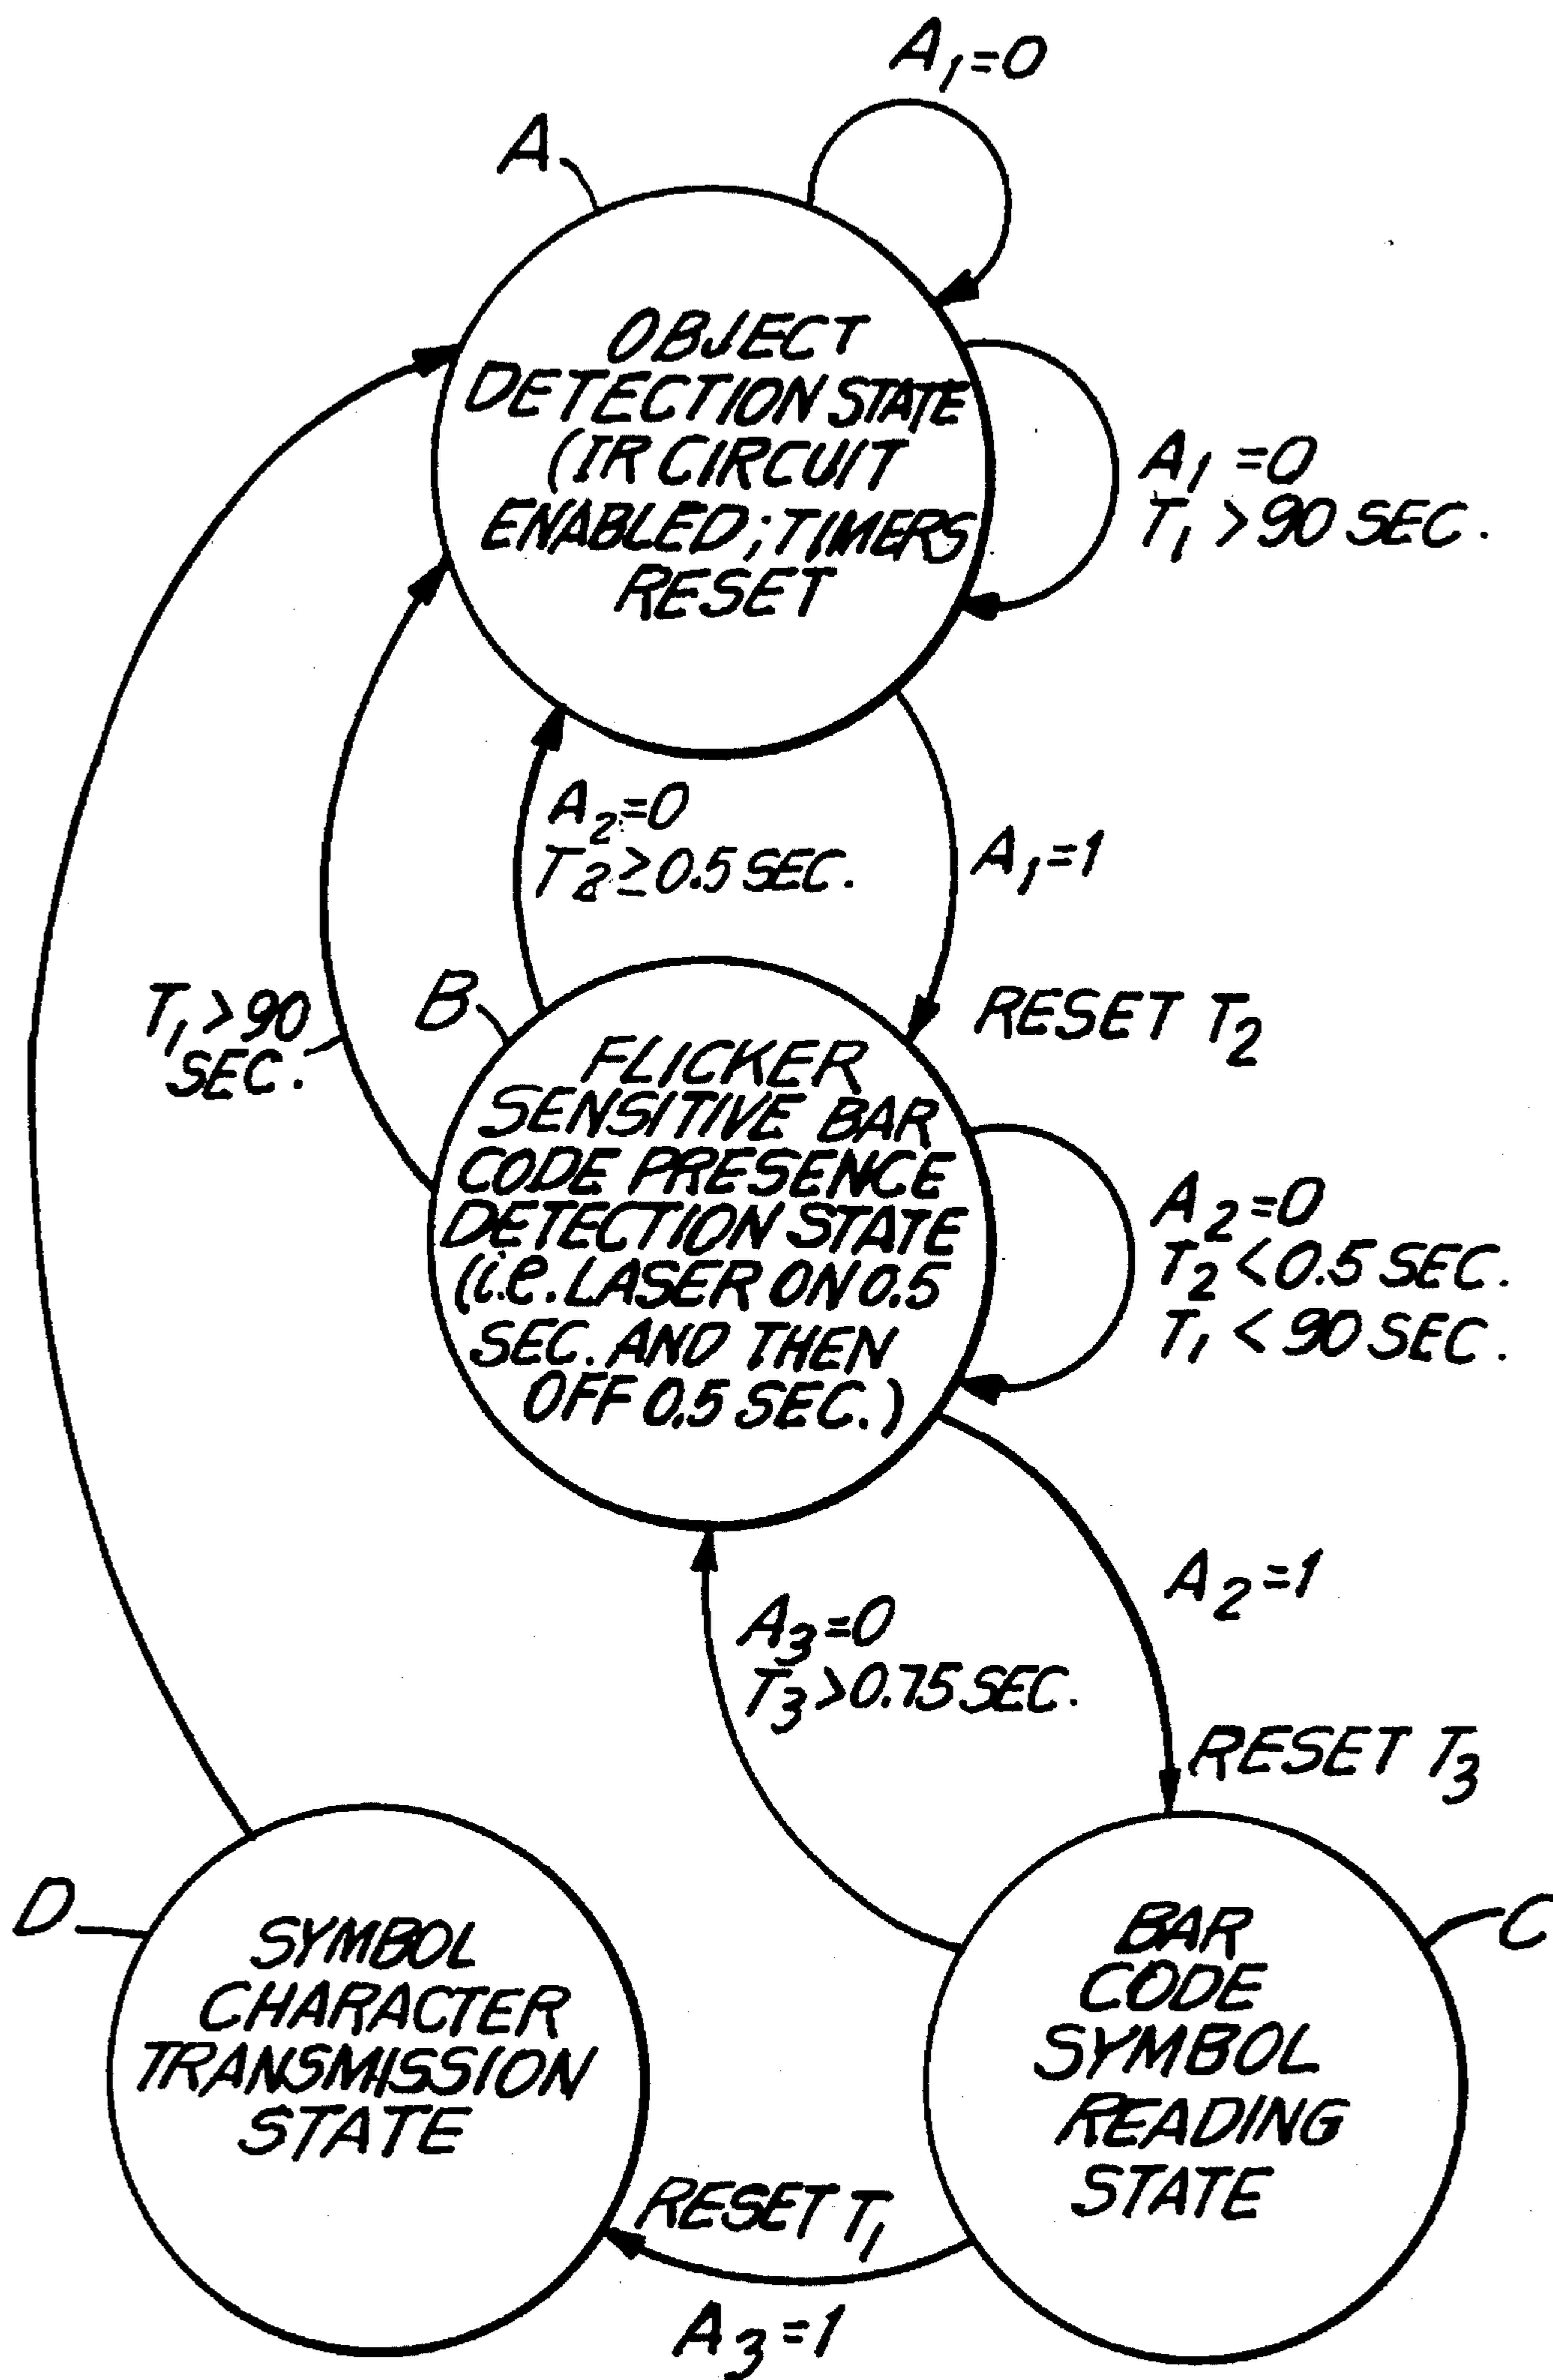 A₁=0
A
OBJECT
DETECTION STATE
(IR CIRCUIT
ENABLED; TIMERS
RESET
A₁=0
T₁>90 SEC.
A₂=0
T₂≥0.5 SEC.
A₁=1
T₁>90
SEC.
B
RESET T₂
FLICKER
SENSITIVE BAR
CODE PRESENCE
DETECTION STATE
(i.e. LASER ON 0.5
SEC. AND THEN
OFF 0.5 SEC.)
A₂=0
T₂<0.5 SEC.
T₁<90 SEC.
A₂=1
A₃=0
T₃>0.75 SEC.
RESET T₃
D
SYMBOL
CHARACTER
TRANSMISSION
STATE
C
BAR
CODE
SYMBOL
READING
STATE
RESET T₁
A₃=1